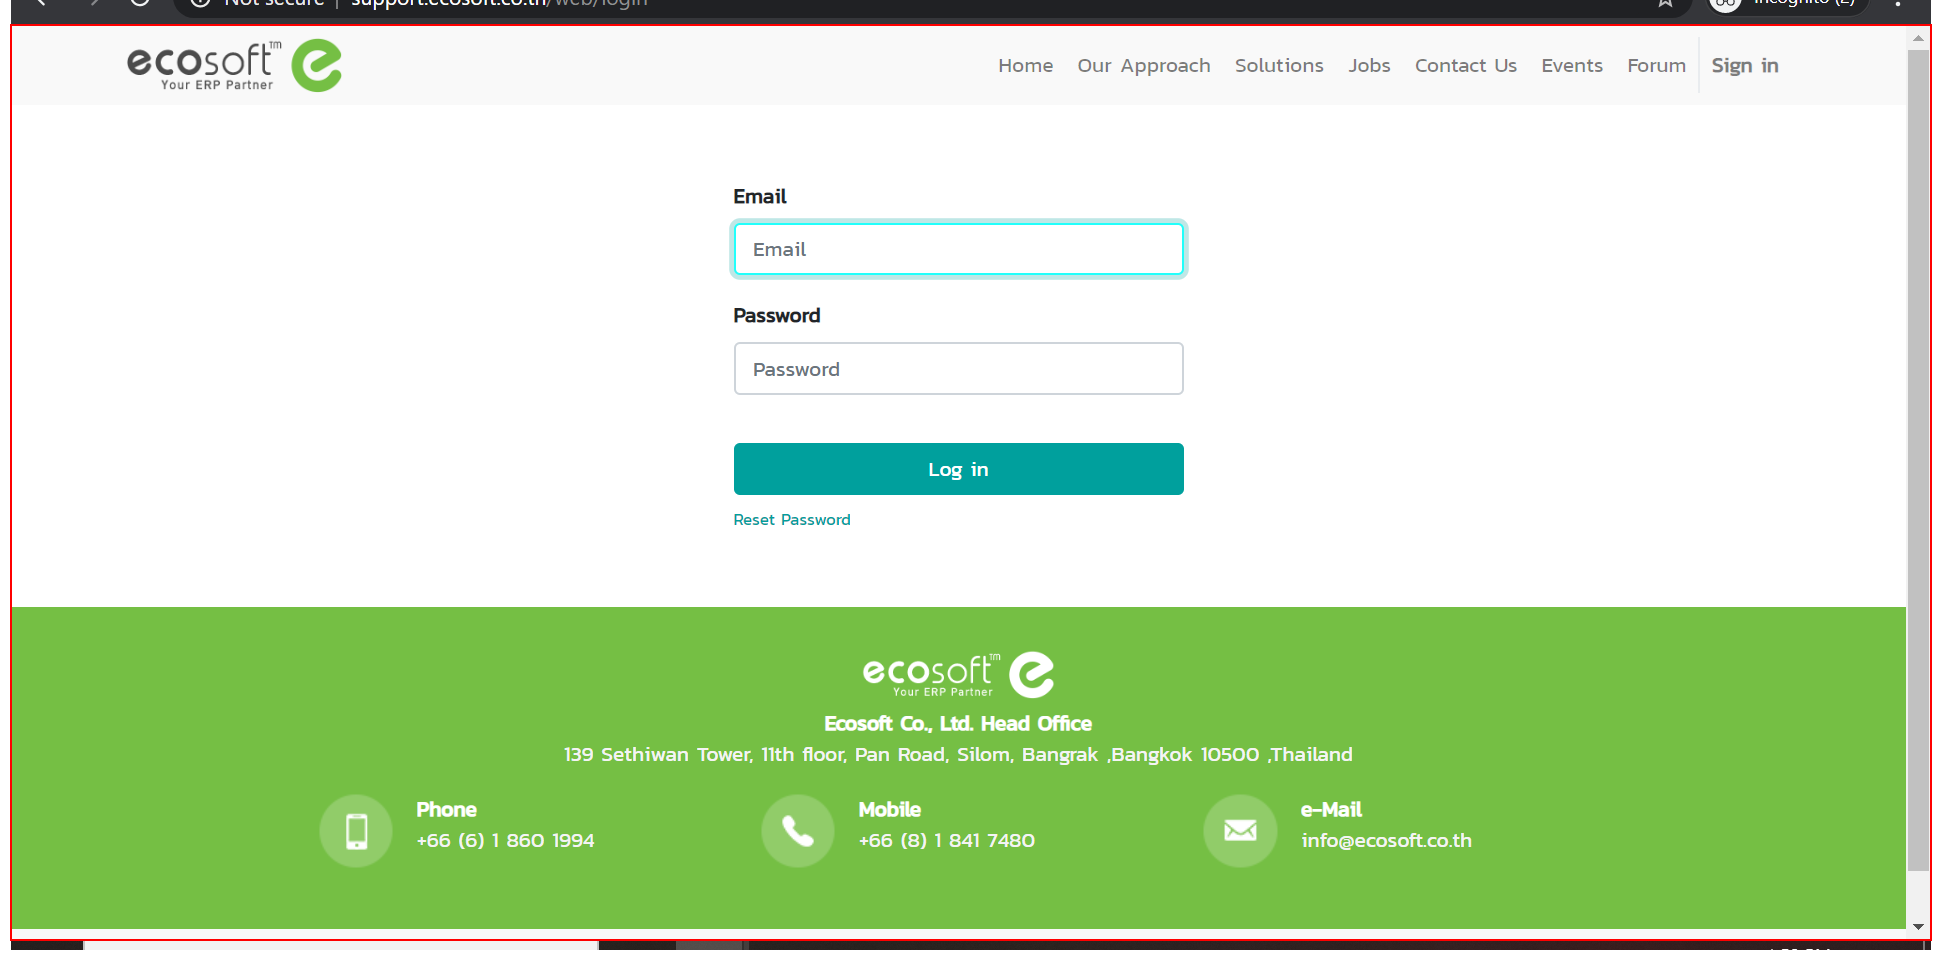 Not secure | support.ecosoft.co.th/web/login
Incognito (2)
ecosoft™
Your ERP Partner
Home Our Approach Solutions Jobs Contact Us Events Forum Sign in
Email
Email
Password
Password
Log in
Reset Password
ecosoft™
Your ERP Partner
Ecosoft Co., Ltd. Head Office
139 Sethiwan Tower, 11th floor, Pan Road, Silom, Bangrak ,Bangkok 10500 ,Thailand
Phone
+66 (6) 1 860 1994
Mobile
+66 (8) 1 841 7480
e-Mail
info@ecosoft.co.th